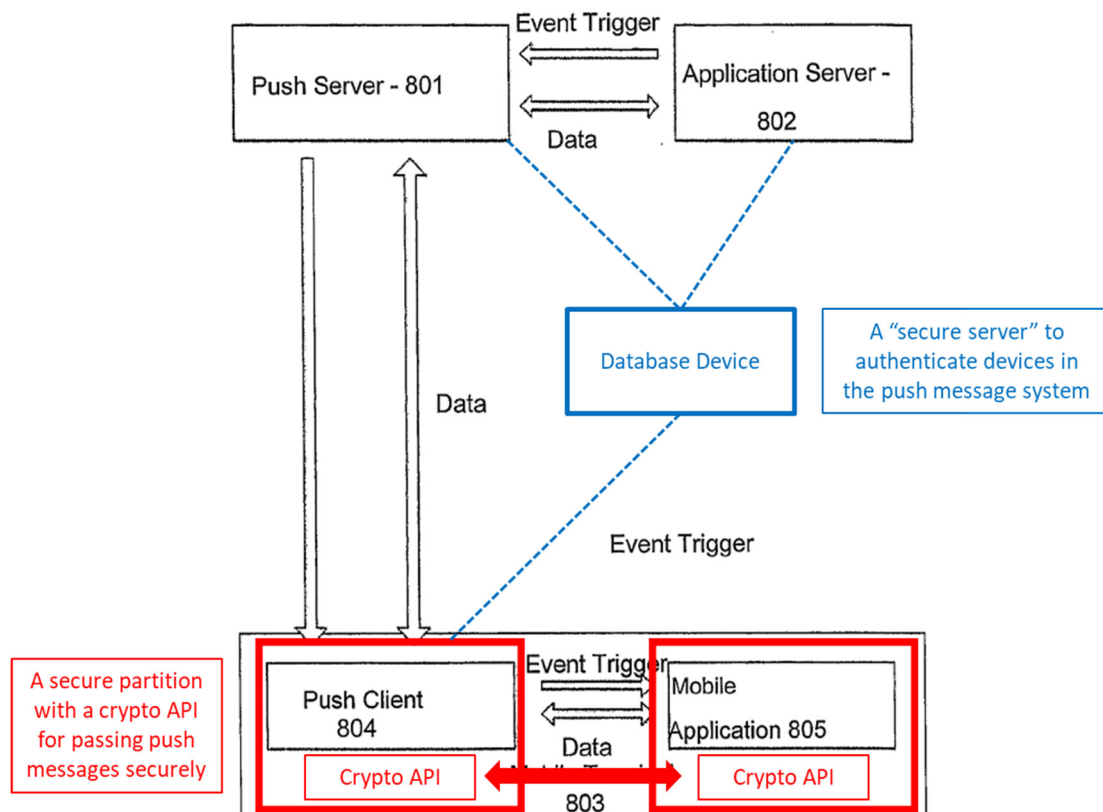 Event Trigger
Push Server - 801
Application Server -
802
Data
Database Device
A “secure server” to
authenticate devices in
the push message system
Data
Event Trigger
A secure partition
with a crypto API
for passing push
messages securely
Push Client
804
Event Trigger
Data
Mobile
Application 805
Crypto API
Crypto API
803